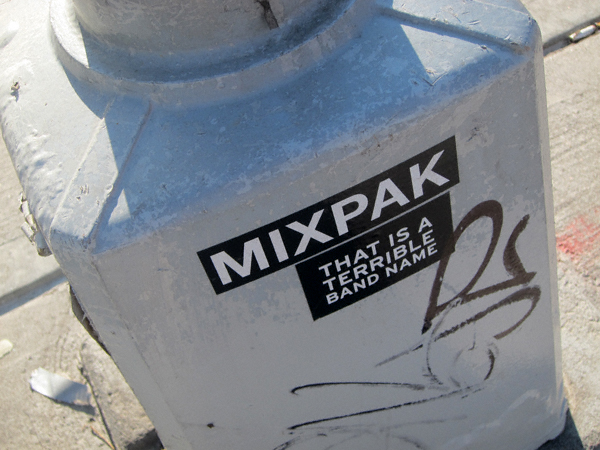 MIXPAK
THAT IS A
TERRIBLE
BAND NAME